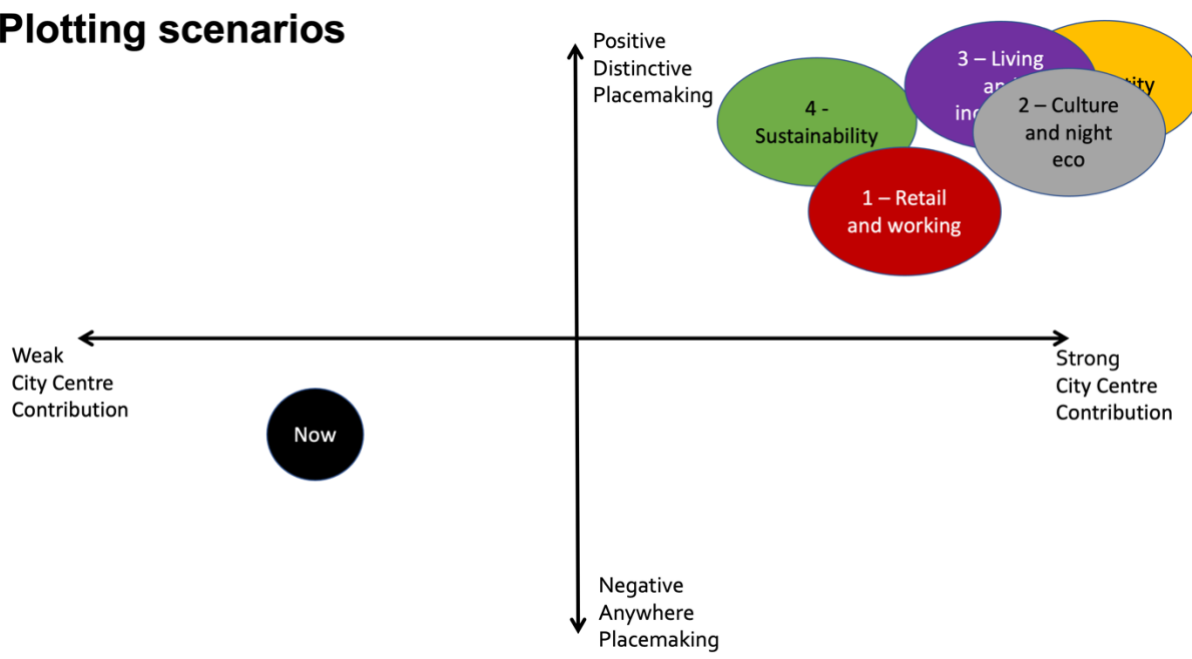 Plotting scenarios
Positive
Distinctive
Placemaking
3 – Living
4 -
Sustainability
2 – Culture
and night
eco
1 – Retail
and working
Weak
City Centre
Contribution
Strong
City Centre
Contribution
Now
Negative
Anywhere
Placemaking